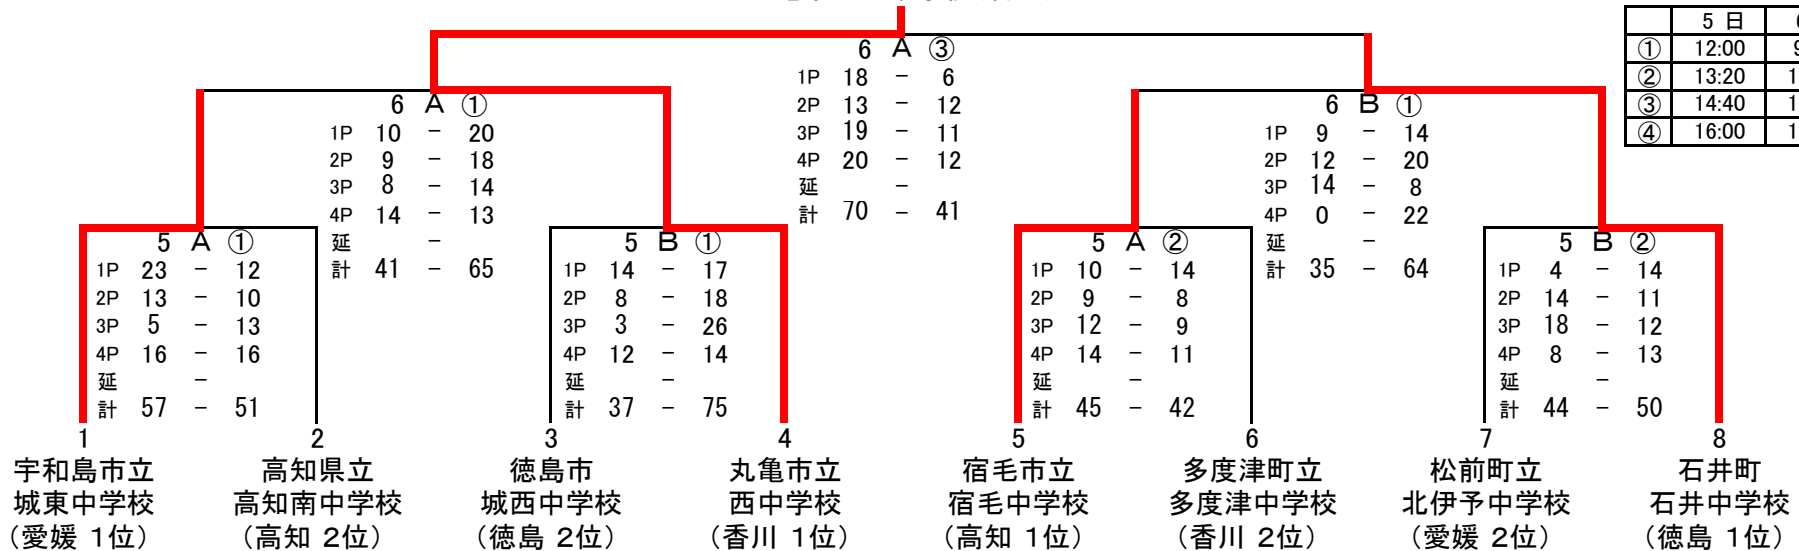 5 日
① 12:00
② 13:20
③ 14:40
④ 16:00
6 A ③
1P 18 - 6
2P 13 - 12
3P 19 - 11
4P 20 - 12
延 -
計 70 - 41
6 A ①
1P 10 - 20
2P 9 - 18
3P 8 - 14
4P 14 - 13
延 -
計 41 - 65
6 B ①
1P 9 - 14
2P 12 - 20
3P 14 - 8
4P 0 - 22
延 -
計 35 - 64
5 A ①
1P 23 - 12
2P 13 - 10
3P 5 - 13
4P 16 - 16
延 -
計 57 - 51
5 B ①
1P 14 - 17
2P 8 - 18
3P 3 - 26
4P 12 - 14
延 -
計 37 - 75
5 A ②
1P 10 - 14
2P 9 - 8
3P 12 - 9
4P 14 - 11
延 -
計 45 - 42
5 B ②
1P 4 - 14
2P 14 - 11
3P 18 - 12
4P 8 - 13
延 -
計 44 - 50
1
宇和島市立
城東中学校
（愛媛 1位）
2
高知県立
高知南中学校
（高知 2位）
3
徳島市
城西中学校
（徳島 2位）
4
丸亀市立
西中学校
（香川 1位）
5
宿毛市立
宿毛中学校
（高知 1位）
6
多度津町立
多度津中学校
（香川 2位）
7
松前町立
北伊予中学校
（愛媛 2位）
8
石井町
石井中学校
（徳島 1位）